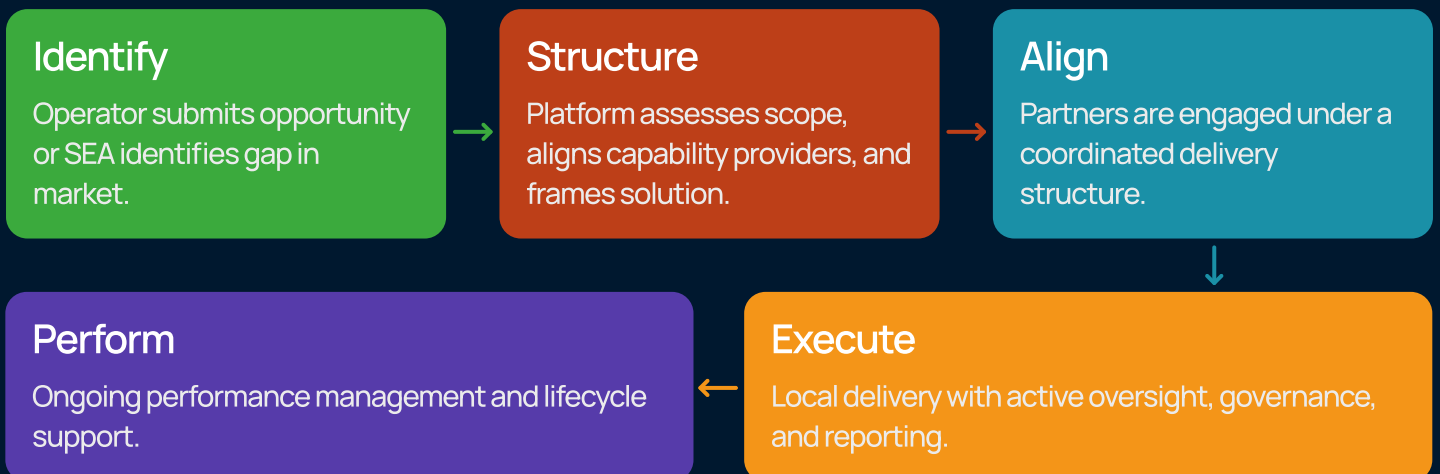 Identify
Operator submits opportunity
or SEA identifies gap in
market.
Structure
Platform assesses scope,
aligns capability providers, and
frames solution.
Align
Partners are engaged under a
coordinated delivery
structure.
Execute
Local delivery with active oversight, governance,
and reporting.
Perform
Ongoing performance management and lifecycle
support.